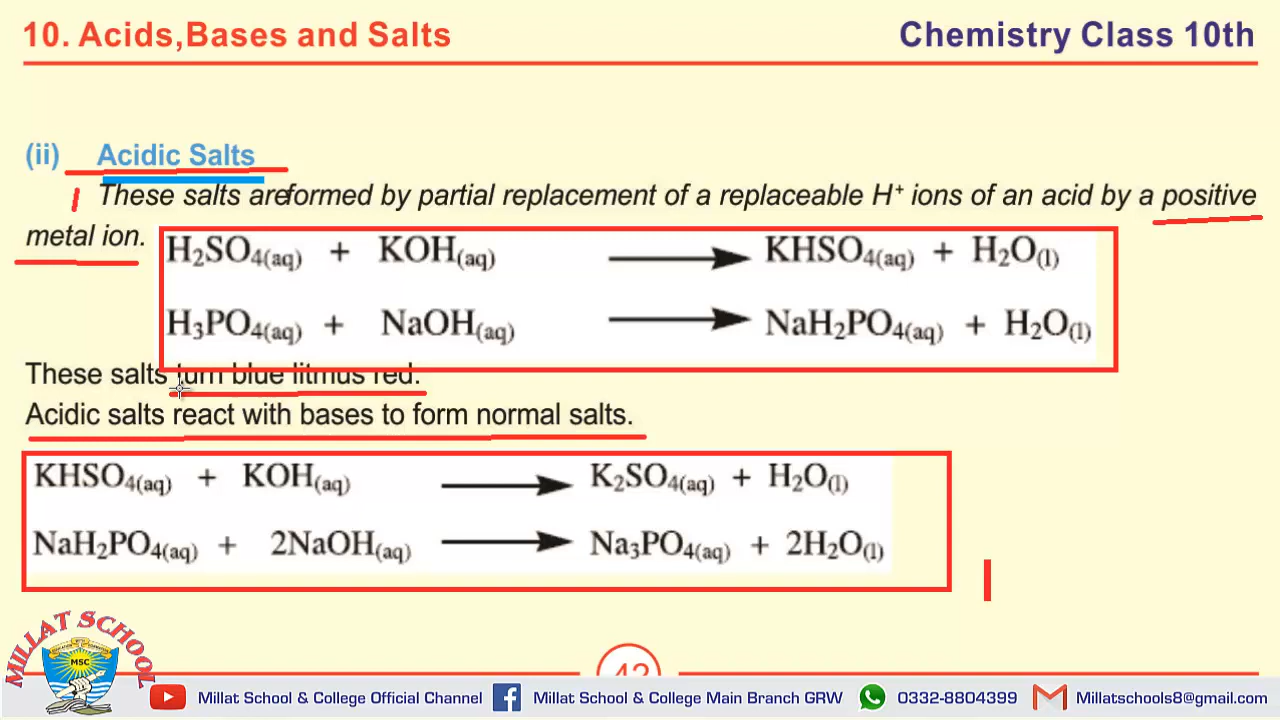 10. Acids,Bases and Salts Chemistry Class 10th
(ii) Acidic Salts
These salts areformed by partial replacement of a replaceable H⁺ ions of an acid by a positive
metal ion.
H₂SO₄(aq) + KOH(aq) ⟶ KHSO₄(aq) + H₂O(l)
H₃PO₄(aq) + NaOH(aq) ⟶ NaH₂PO₄(aq) + H₂O(l)
These salts turn blue litmus red.
Acidic salts react with bases to form normal salts.
KHSO₄(aq) + KOH(aq) ⟶ K₂SO₄(aq) + H₂O(l)
NaH₂PO₄(aq) + 2NaOH(aq) ⟶ Na₃PO₄(aq) + 2H₂O(l)
42
MILLAT SCHOOL
MSC
Millat School & College Official Channel Millat School & College Main Branch GRW 0332-8804399 Millatschools8@gmail.com